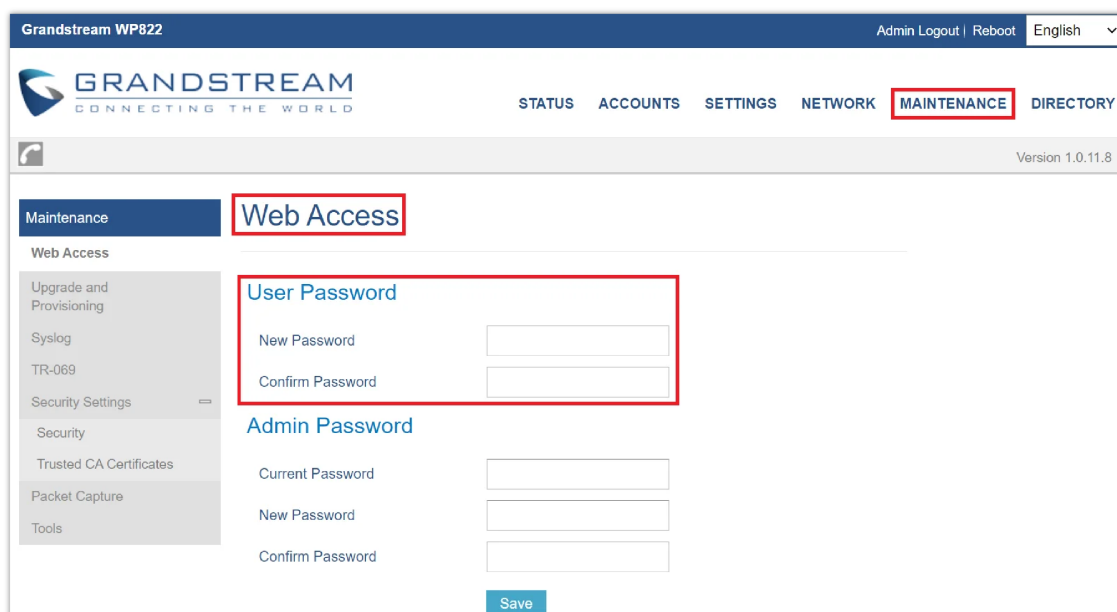 Grandstream WP822
Admin Logout | Reboot
English
GRANDSTREAM
CONNECTING THE WORLD
STATUS ACCOUNTS SETTINGS NETWORK MAINTENANCE DIRECTORY
Version 1.0.11.8
Maintenance
Web Access
Upgrade and
Provisioning
Syslog
TR-069
Security Settings
Security
Trusted CA Certificates
Packet Capture
Tools
Web Access
User Password
New Password
Confirm Password
Admin Password
Current Password
New Password
Confirm Password
Save